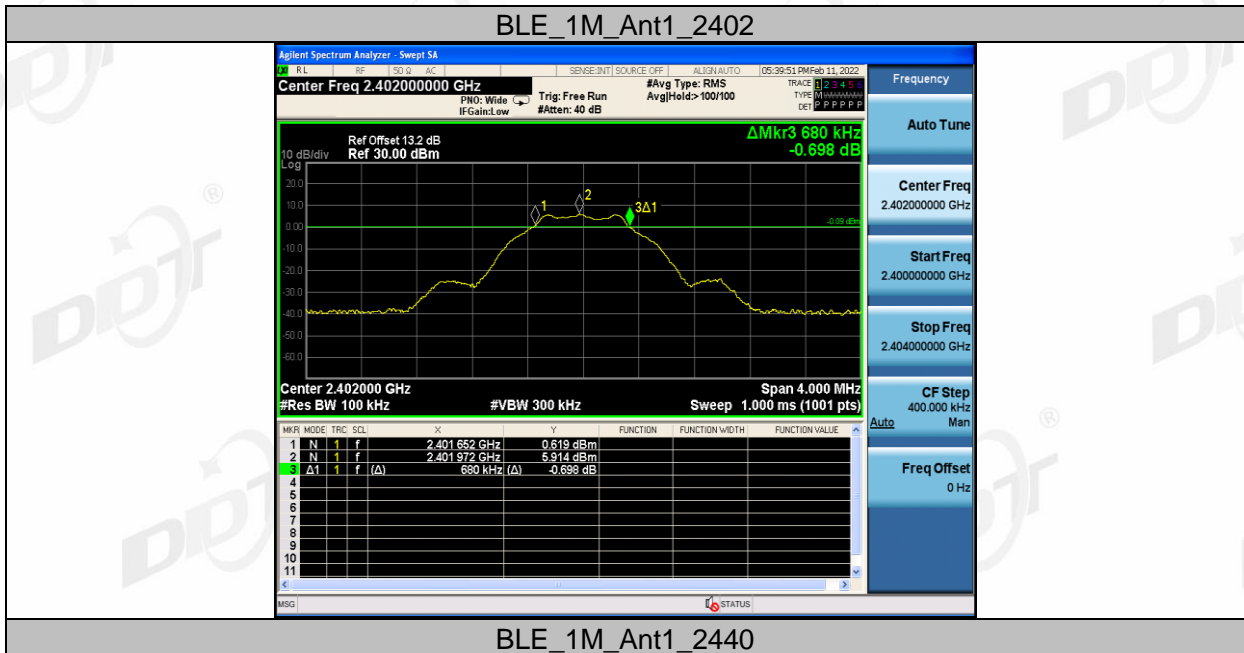 BLE_1M_Ant1_2402
Agilent Spectrum Analyzer - Swept SA
RL RF 50 Ω AC SENSE:INT SOURCE OFF ALIGN AUTO 05:39:51 PM Feb 11, 2022
Center Freq 2.402000000 GHz
PNO: Wide
IFGain:Low
Trig: Free Run
#Atten: 40 dB
#Avg Type: RMS
Avg|Hold:>100/100
TRACE 1 2 3 4 5 6
TYPE M
DET P P P P P P
ΔMkr3 680 kHz
-0.698 dB
Ref Offset 13.2 dB
10 dB/div Ref 30.00 dBm
Log
20.0
10.0
0.00
-10.0
-20.0
-30.0
-40.0
-50.0
-60.0
1
2
3Δ1
-0.09 dBm
Center 2.402000 GHz Span 4.000 MHz
#Res BW 100 kHz #VBW 300 kHz Sweep 1.000 ms (1001 pts)
MKR MODE TRC SCL X Y FUNCTION FUNCTION WIDTH FUNCTION VALUE
1 N 1 f 2.401 652 GHz 0.619 dBm
2 N 1 f 2.401 972 GHz 5.914 dBm
3 Δ1 1 f (Δ) 680 kHz (Δ) -0.698 dB
4
5
6
7
8
9
10
11
MSG STATUS
Frequency
Auto Tune
Center Freq
2.402000000 GHz
Start Freq
2.400000000 GHz
Stop Freq
2.404000000 GHz
CF Step
400.000 kHz
Auto Man
Freq Offset
0 Hz
BLE_1M_Ant1_2440
DDT
®